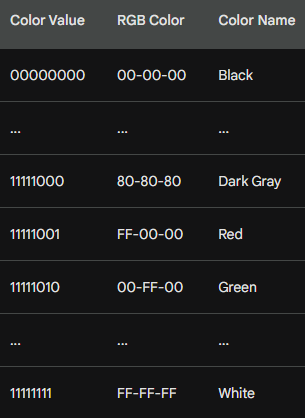 Color Value RGB Color Color Name
00000000 00-00-00 Black
... ... ...
11111000 80-80-80 Dark Gray
11111001 FF-00-00 Red
11111010 00-FF-00 Green
... ... ...
11111111 FF-FF-FF White